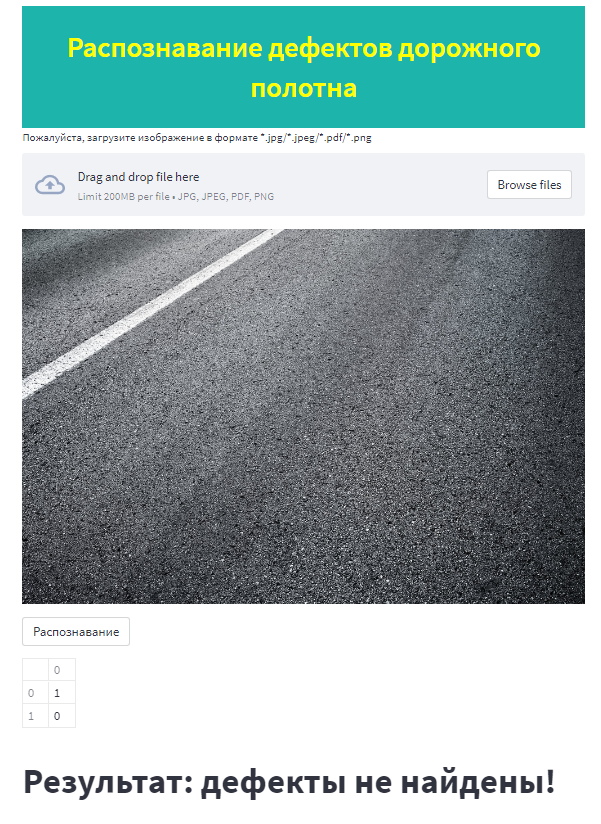 Распознавание дефектов дорожного
полотна
Пожалуйста, загрузите изображение в формате *.jpg/*.jpeg/*.pdf/*.png
Drag and drop file here
Limit 200MB per file • JPG, JPEG, PDF, PNG
Browse files
Распознавание
0
0 1
1 0
Результат: дефекты не найдены!